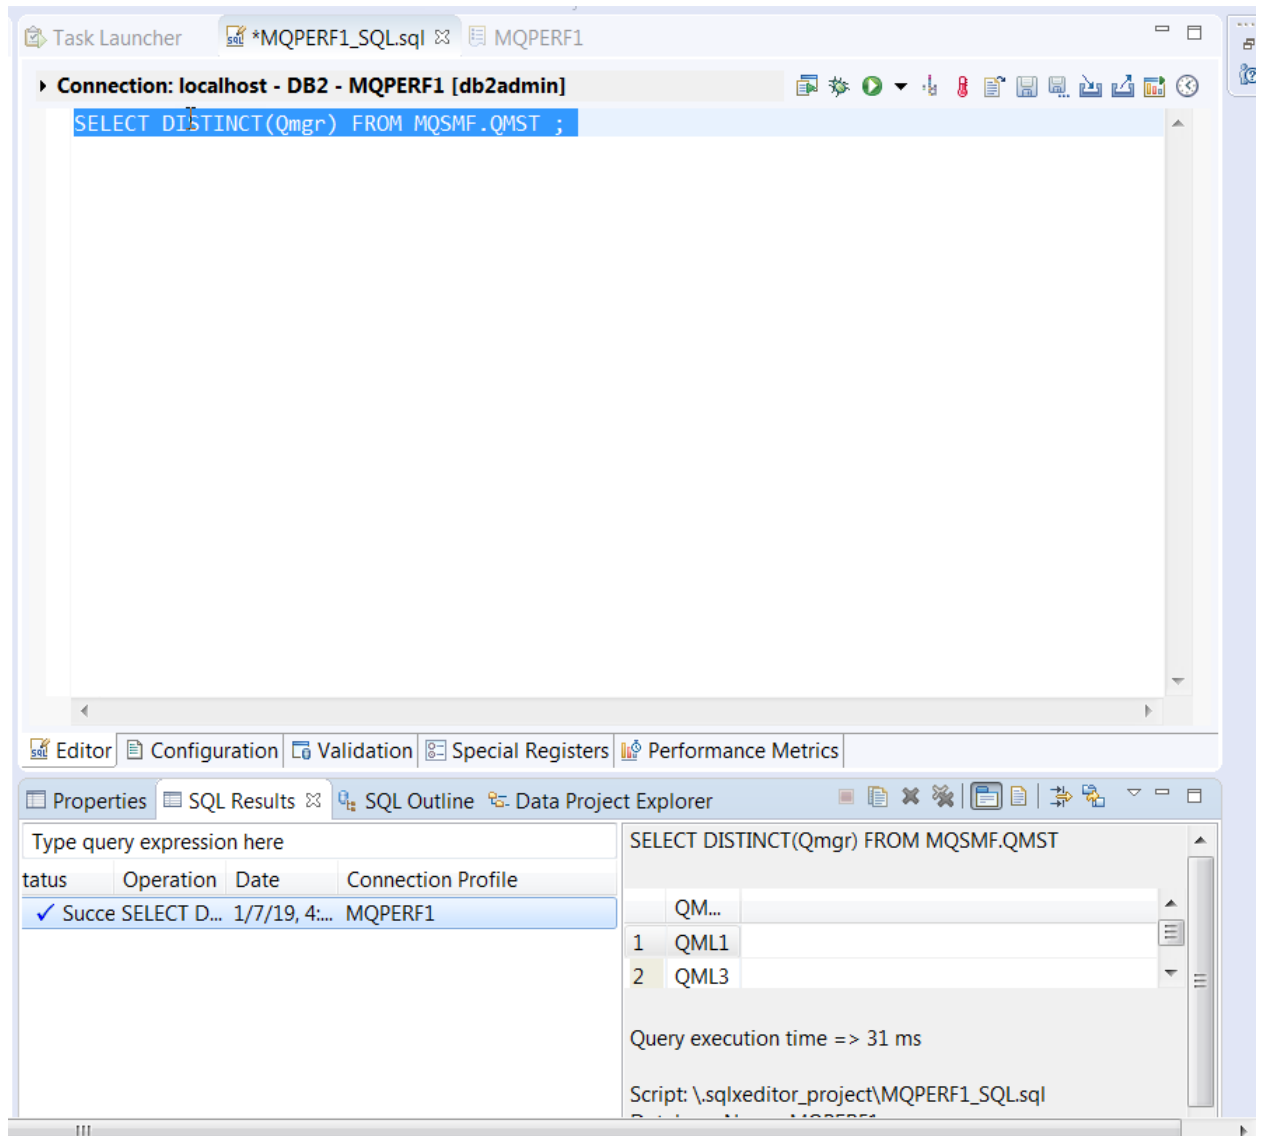 Task Launcher *MQPERF1_SQL.sql MQPERF1
Connection: localhost - DB2 - MQPERF1 [db2admin]
SELECT DISTINCT(Qmgr) FROM MQSMF.QMST ;
Editor Configuration Validation Special Registers Performance Metrics
Properties SQL Results SQL Outline Data Project Explorer
Type query expression here
tatus Operation Date Connection Profile
Succe SELECT D... 1/7/19, 4:... MQPERF1
SELECT DISTINCT(Qmgr) FROM MQSMF.QMST
QM...
1 QML1
2 QML3
Query execution time => 31 ms
Script: \.sqlxeditor_project\MQPERF1_SQL.sql